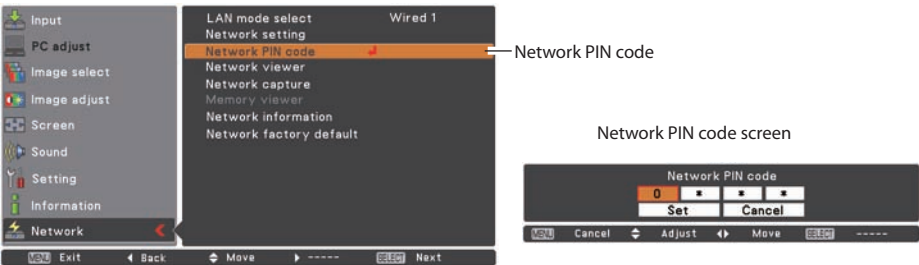 Input
PC adjust
Image select
Image adjust
Screen
Sound
Setting
Information
Network
LAN mode select Wired 1
Network setting
Network PIN code
Network viewer
Network capture
Memory viewer
Network information
Network factory default
MENU Exit Back Move ----- SELECT Next
Network PIN code
Network PIN code screen
Network PIN code
0 * * *
Set Cancel
MENU Cancel Adjust Move SELECT -----